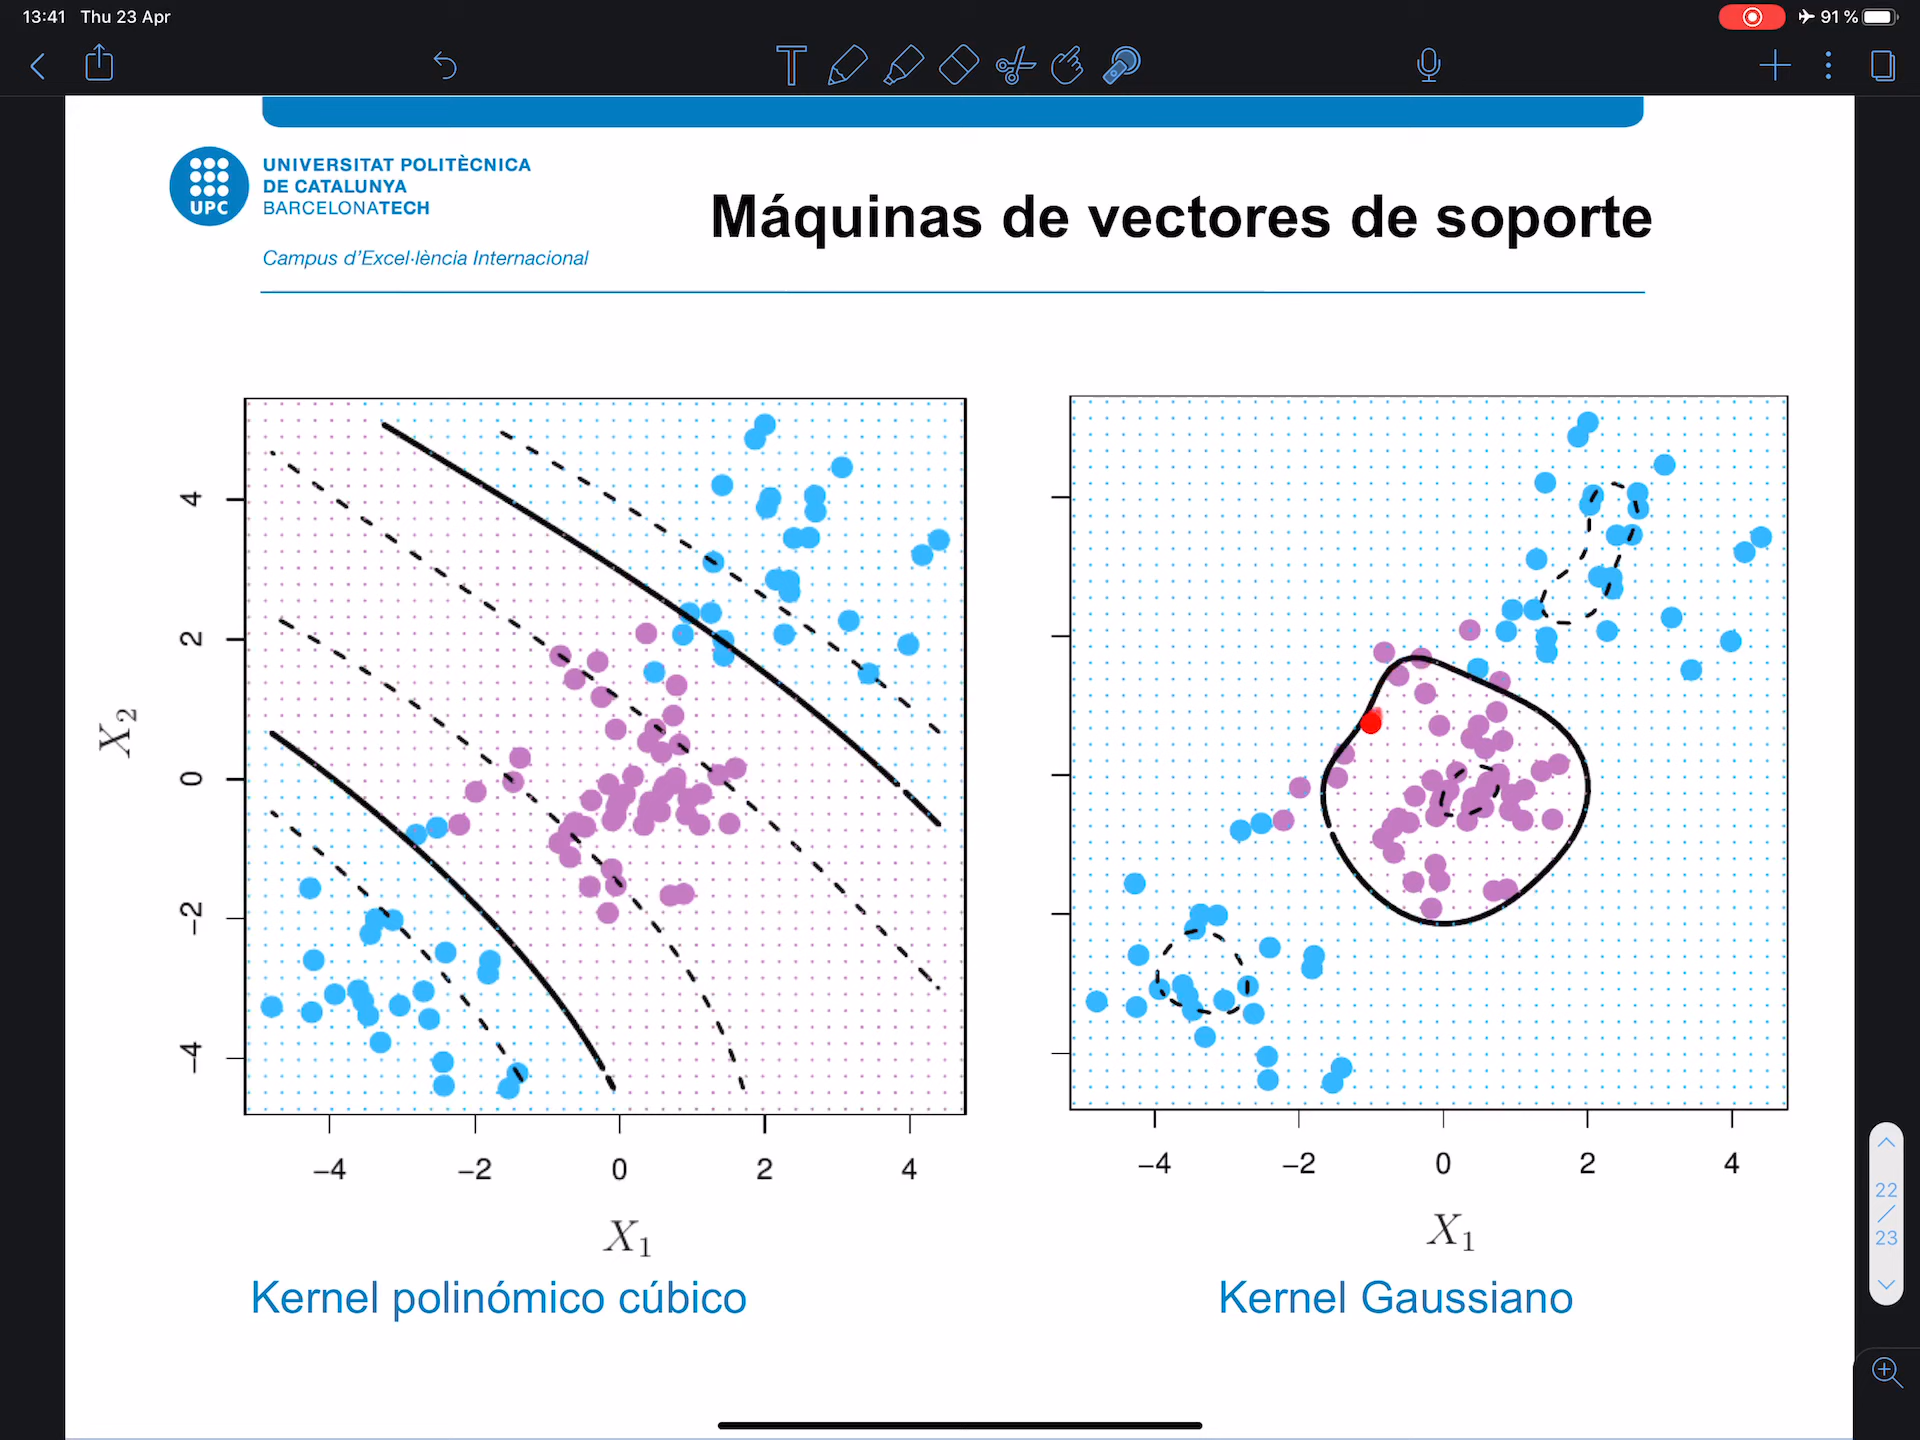 13:41 Thu 23 Apr
91 %
UNIVERSITAT POLITÈCNICA
DE CATALUNYA
BARCELONATECH
UPC
Campus d'Excel·lència Internacional
Máquinas de vectores de soporte
4
2
0
−2
−4
X2
−4 −2 0 2 4
X1
Kernel polinómico cúbico
−4 −2 0 2 4
X1
Kernel Gaussiano
22
/
23